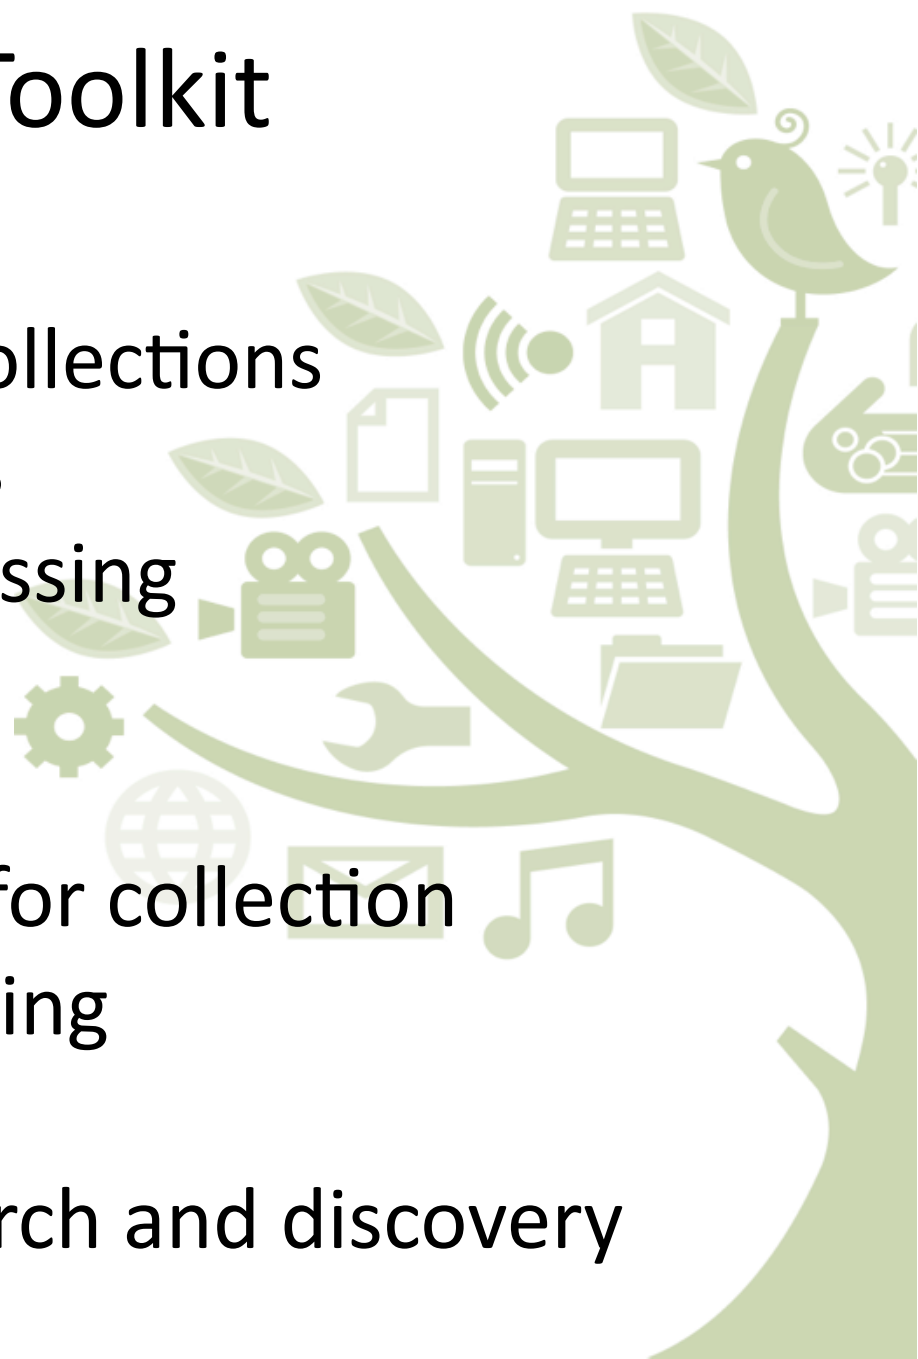 Toolkit
ollections
s
ssing
for collection
ing
rch and discovery